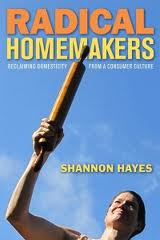 RADICAL
HOMEMAKERS
RECLAIMING DOMESTICITY FROM A CONSUMER CULTURE
SHANNON HAYES